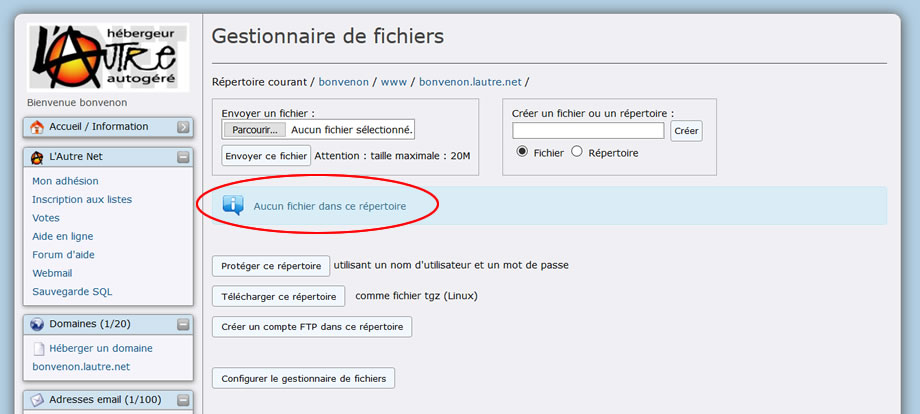 hébergeur
L'AUTRE
autogéré
Bienvenue bonvenon
Accueil / Information
L'Autre Net
Mon adhésion
Inscription aux listes
Votes
Aide en ligne
Forum d'aide
Webmail
Sauvegarde SQL
Domaines (1/20)
Héberger un domaine
bonvenon.lautre.net
Adresses email (1/100)
Gestionnaire de fichiers
Répertoire courant / bonvenon / www / bonvenon.lautre.net /
Envoyer un fichier :
Parcourir... Aucun fichier sélectionné.
Envoyer ce fichier Attention : taille maximale : 20M
Créer un fichier ou un répertoire :
Créer
Fichier Répertoire
Aucun fichier dans ce répertoire
Protéger ce répertoire utilisant un nom d'utilisateur et un mot de passe
Télécharger ce répertoire comme fichier tgz (Linux)
Créer un compte FTP dans ce répertoire
Configurer le gestionnaire de fichiers